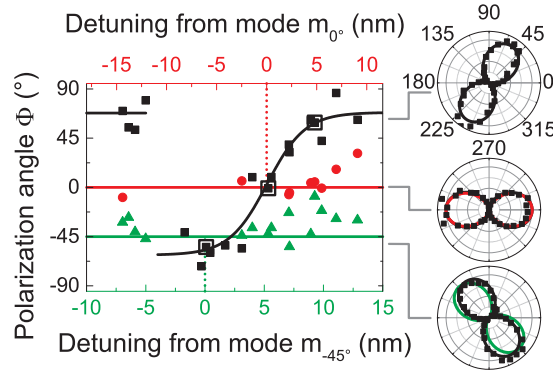 Detuning from mode m0° (nm)
-15 -10 -5 0 5 10
Polarization angle Φ (°)
90
45
0
-45
-90
-10 -5 0 5 10 15
Detuning from mode m-45° (nm)
90
135 45
180 0
225 315
270